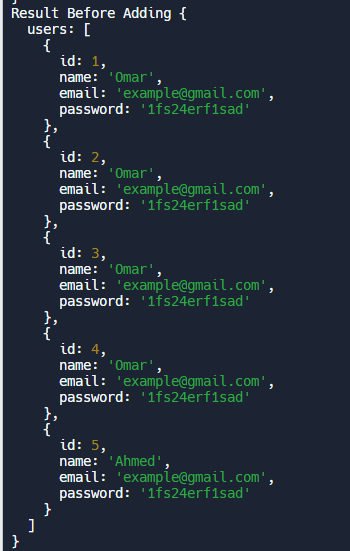 Result Before Adding {
  users: [
    {
      id: 1,
      name: 'Omar',
      email: 'example@gmail.com',
      password: '1fs24erf1sad'
    },
    {
      id: 2,
      name: 'Omar',
      email: 'example@gmail.com',
      password: '1fs24erf1sad'
    },
    {
      id: 3,
      name: 'Omar',
      email: 'example@gmail.com',
      password: '1fs24erf1sad'
    },
    {
      id: 4,
      name: 'Omar',
      email: 'example@gmail.com',
      password: '1fs24erf1sad'
    },
    {
      id: 5,
      name: 'Ahmed',
      email: 'example@gmail.com',
      password: '1fs24erf1sad'
    }
  ]
}